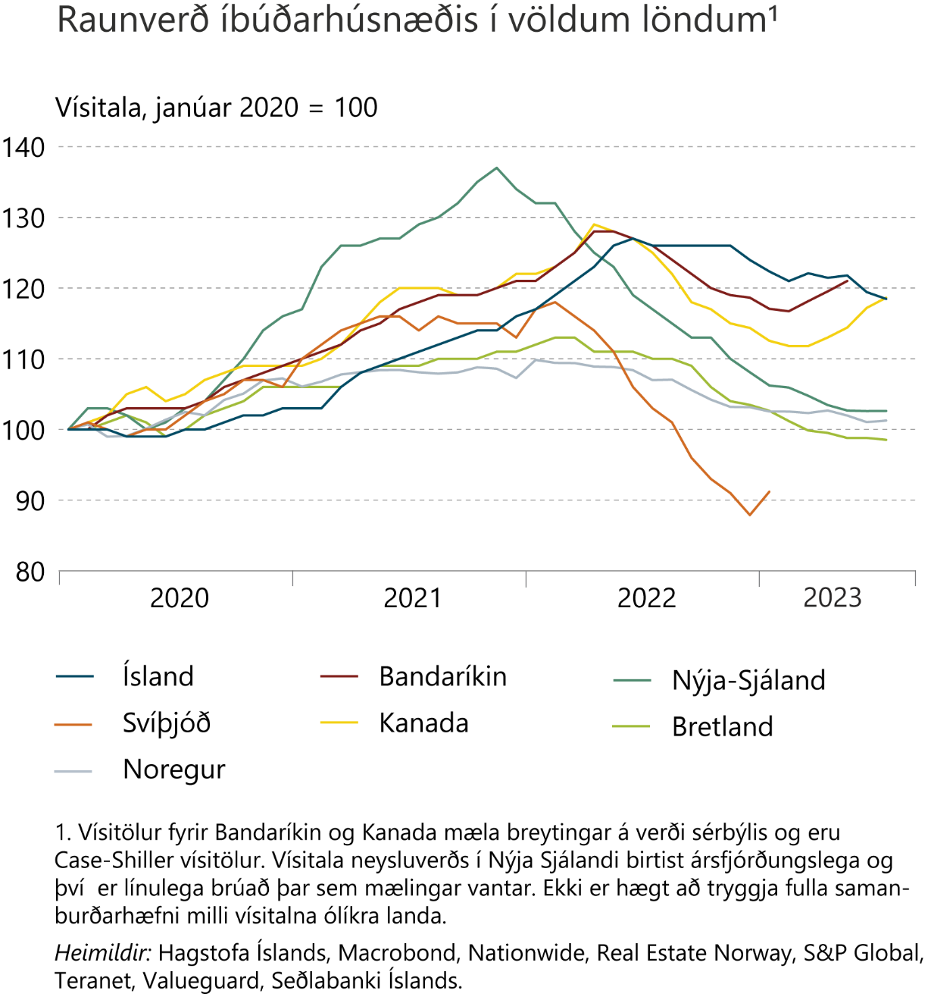 Raunverð íbúðarhúsnæðis í völdum löndum¹
Vísitala, janúar 2020 = 100
140
130
120
110
100
90
80
2020 2021 2022 2023
Ísland Bandaríkin Nýja-Sjáland
Svíþjóð Kanada Bretland
Noregur
1. Vísitölur fyrir Bandaríkin og Kanada mæla breytingar á verði sérbýlis og eru
Case-Shiller vísitölur. Vísitala neysluverðs í Nýja Sjálandi birtist ársfjórðungslega og
því er línulega brúað þar sem mælingar vantar. Ekki er hægt að tryggja fulla saman-
burðarhæfni milli vísitalna ólíkra landa.
Heimildir: Hagstofa Íslands, Macrobond, Nationwide, Real Estate Norway, S&P Global,
Teranet, Valueguard, Seðlabanki Íslands.